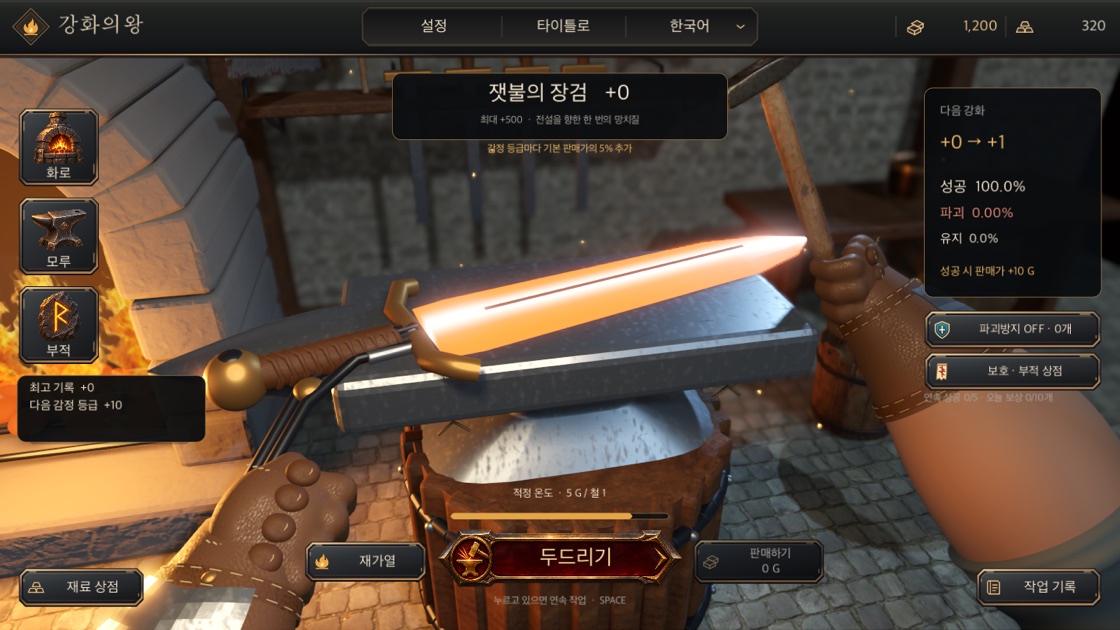 강화의왕
설정
타이틀로
한국어
1,200
320
잿불의 장검 +0
최대 +500 · 전설을 향한 한 번의 망치질
감정 등급마다 기본 판매가의 5% 추가
화로
모루
부적
최고 기록 +0
다음 감정 등급 +10
다음 강화
+0 → +1
성공 100.0%
파괴 0.00%
유지 0.0%
성공 시 판매가 +10 G
파괴방지 OFF · 0개
보호 · 부적 상점
연속 성공 0/5 · 오늘 보상 0/10개
적정 온도 · 5 G / 철 1
재가열
두드리기
판매하기
0 G
누르고 있으면 연속 작업 · SPACE
재료 상점
작업 기록